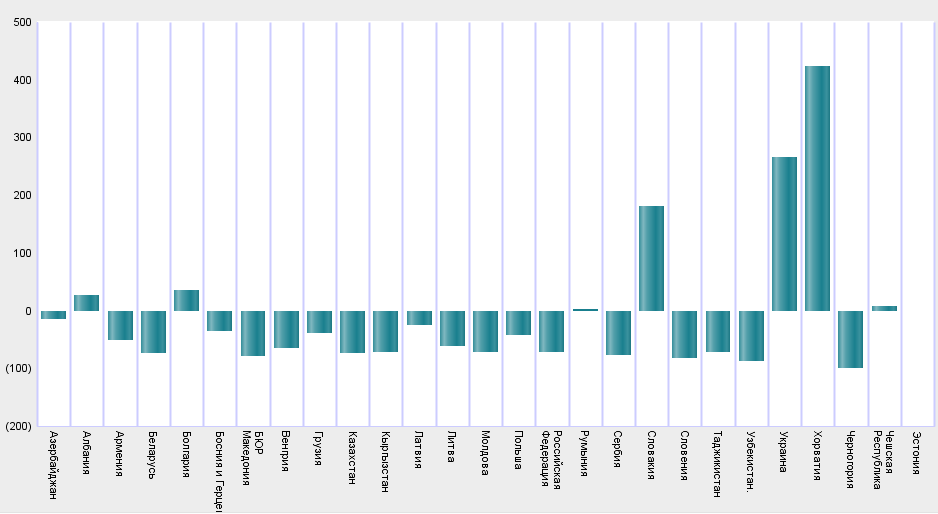 500
400
300
200
100
0
(100)
(200)
Азербайджан
Албания
Армения
Беларусь
Болгария
Босния и Герце
БЮР
Македония
Венгрия
Грузия
Казахстан
Кыргызстан
Латвия
Литва
Молдова
Польша
Российская
Федерация
Румыния
Сербия
Словакия
Словения
Таджикистан
Узбекистан.
Украина
Хорватия
Черногория
Чешская
Республика
Эстония